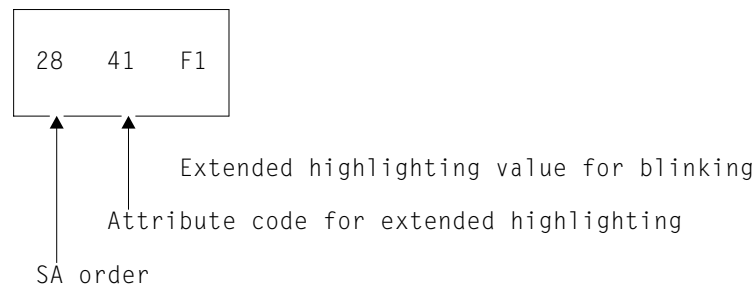 28 41 F1
Extended highlighting value for blinking
Attribute code for extended highlighting
SA order